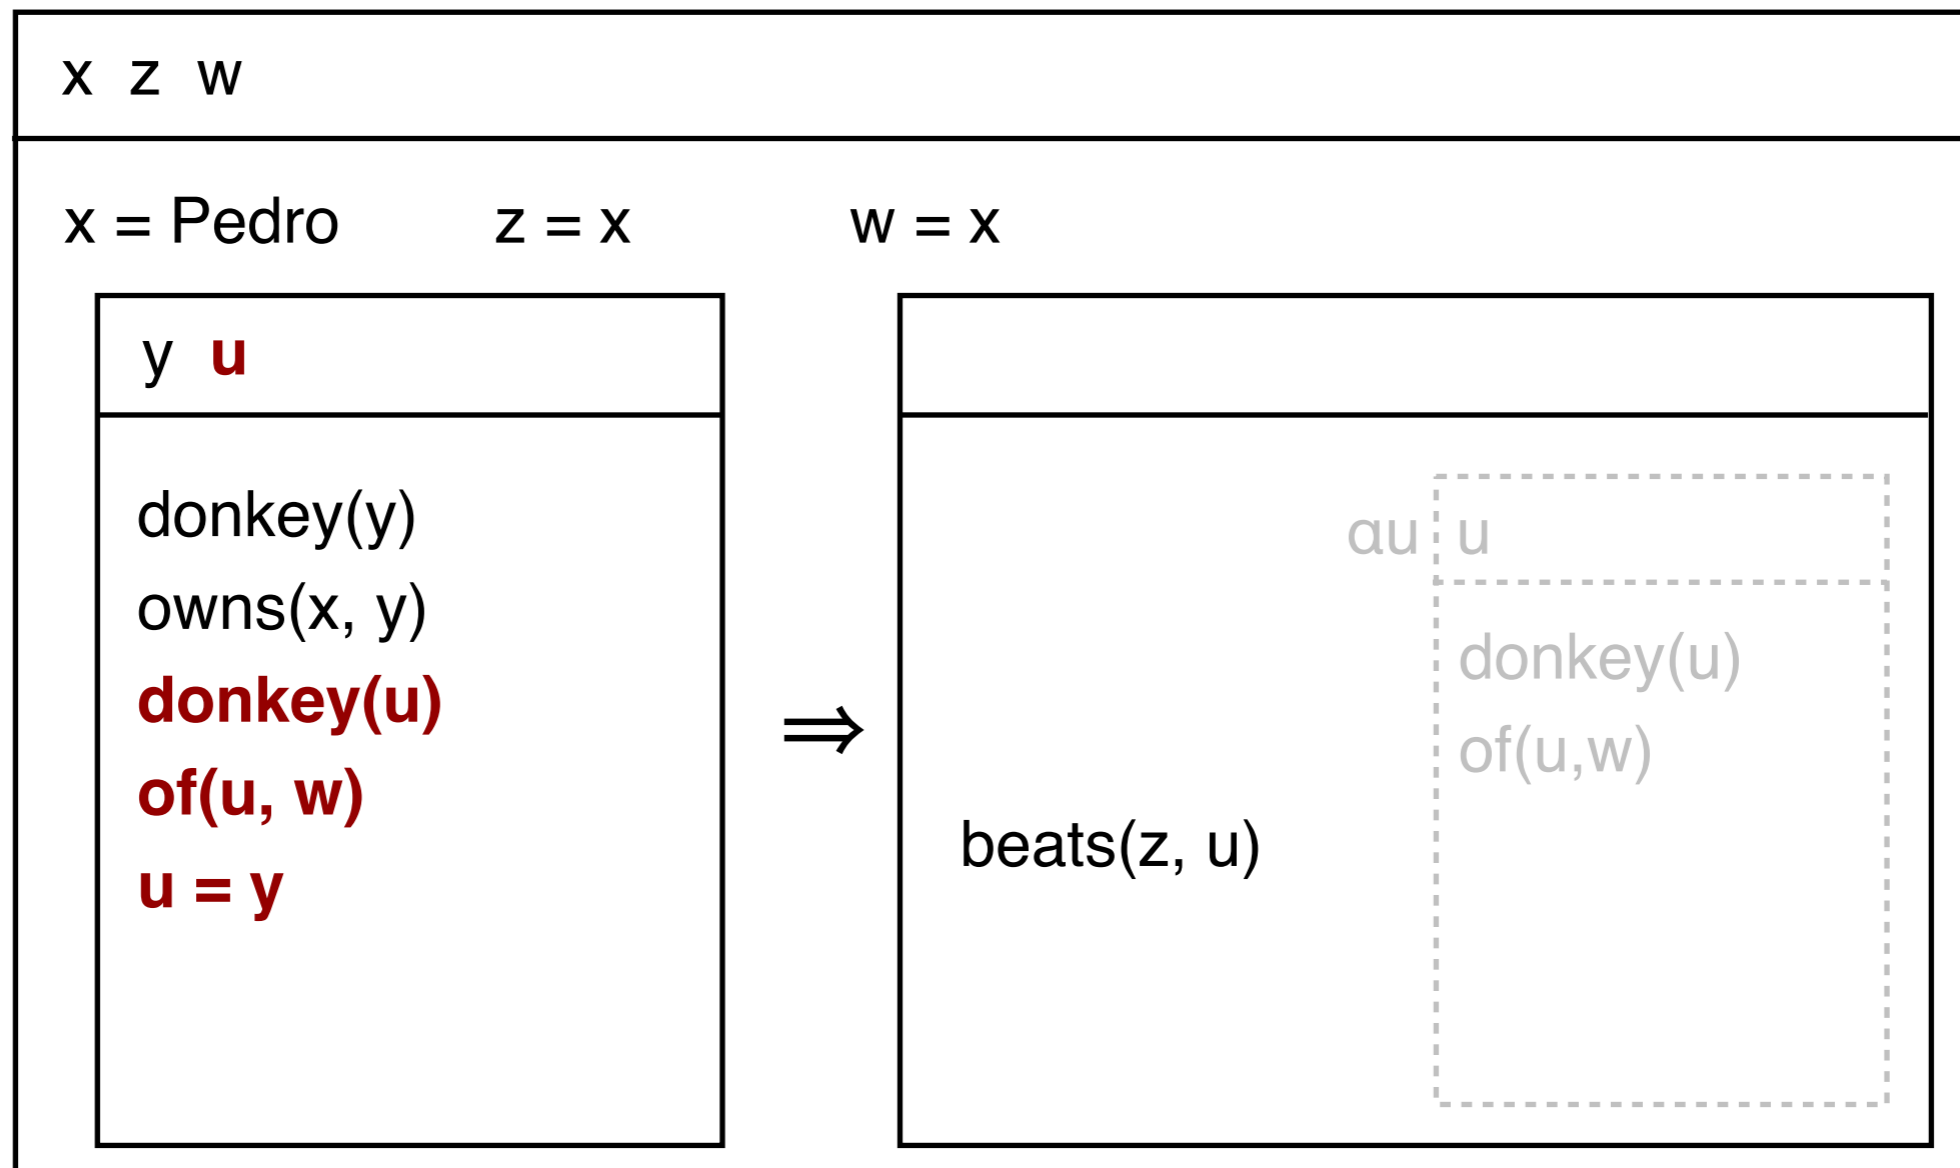 x z w
x = Pedro z = x w = x
y u
donkey(y)
owns(x, y)
donkey(u)
of(u, w)
u = y
⇒
αu u
donkey(u)
of(u,w)
beats(z, u)